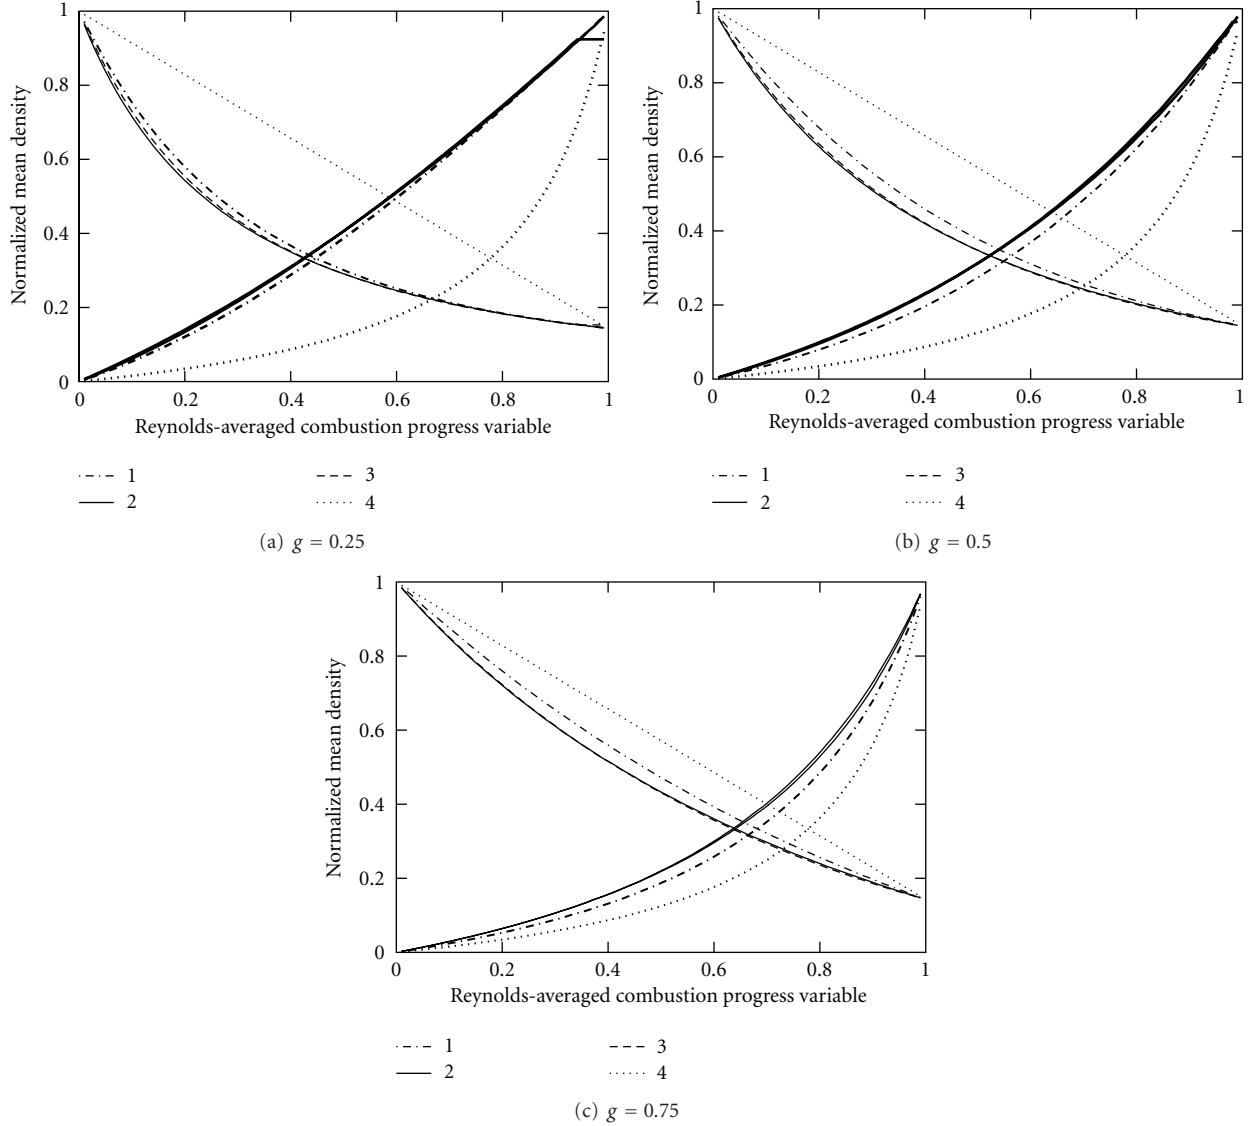 Normalized mean density
1
0.8
0.6
0.4
0.2
0
0 0.2 0.4 0.6 0.8 1
Reynolds-averaged combustion progress variable
1 3
2 4
(a) g = 0.25
Normalized mean density
1
0.8
0.6
0.4
0.2
0
0 0.2 0.4 0.6 0.8 1
Reynolds-averaged combustion progress variable
1 3
2 4
(b) g = 0.5
Normalized mean density
1
0.8
0.6
0.4
0.2
0
0 0.2 0.4 0.6 0.8 1
Reynolds-averaged combustion progress variable
1 3
2 4
(c) g = 0.75